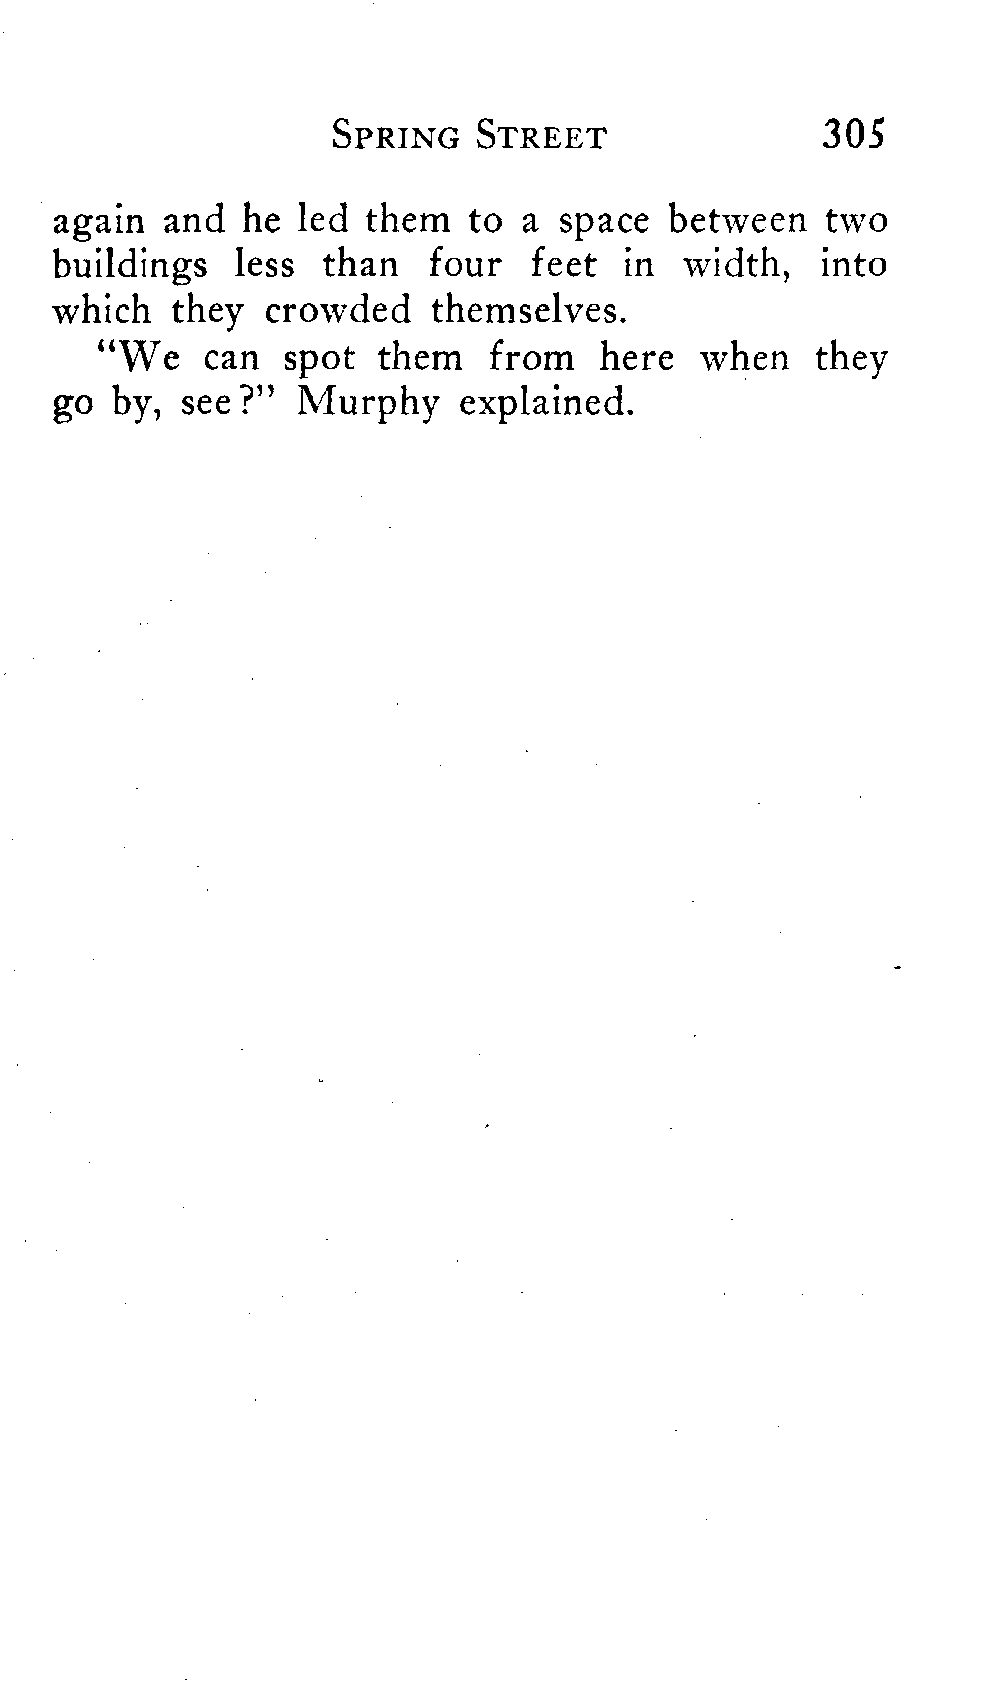 SPRING STREET 305
again and he led them to a space between two
buildings less than four feet in width, into
which they crowded themselves.
“We can spot them from here when they
go by, see?” Murphy explained.